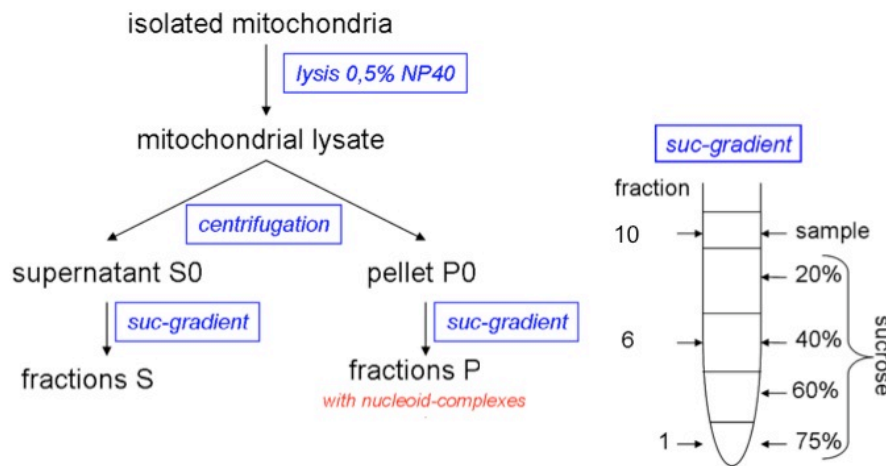 isolated mitochondria
lysis 0,5% NP40
mitochondrial lysate
centrifugation
supernatant S0
pellet P0
suc-gradient
suc-gradient
fractions S
fractions P
with nucleoid-complexes
suc-gradient
fraction
10
sample
20%
6
40%
60%
1
75%
sucrose